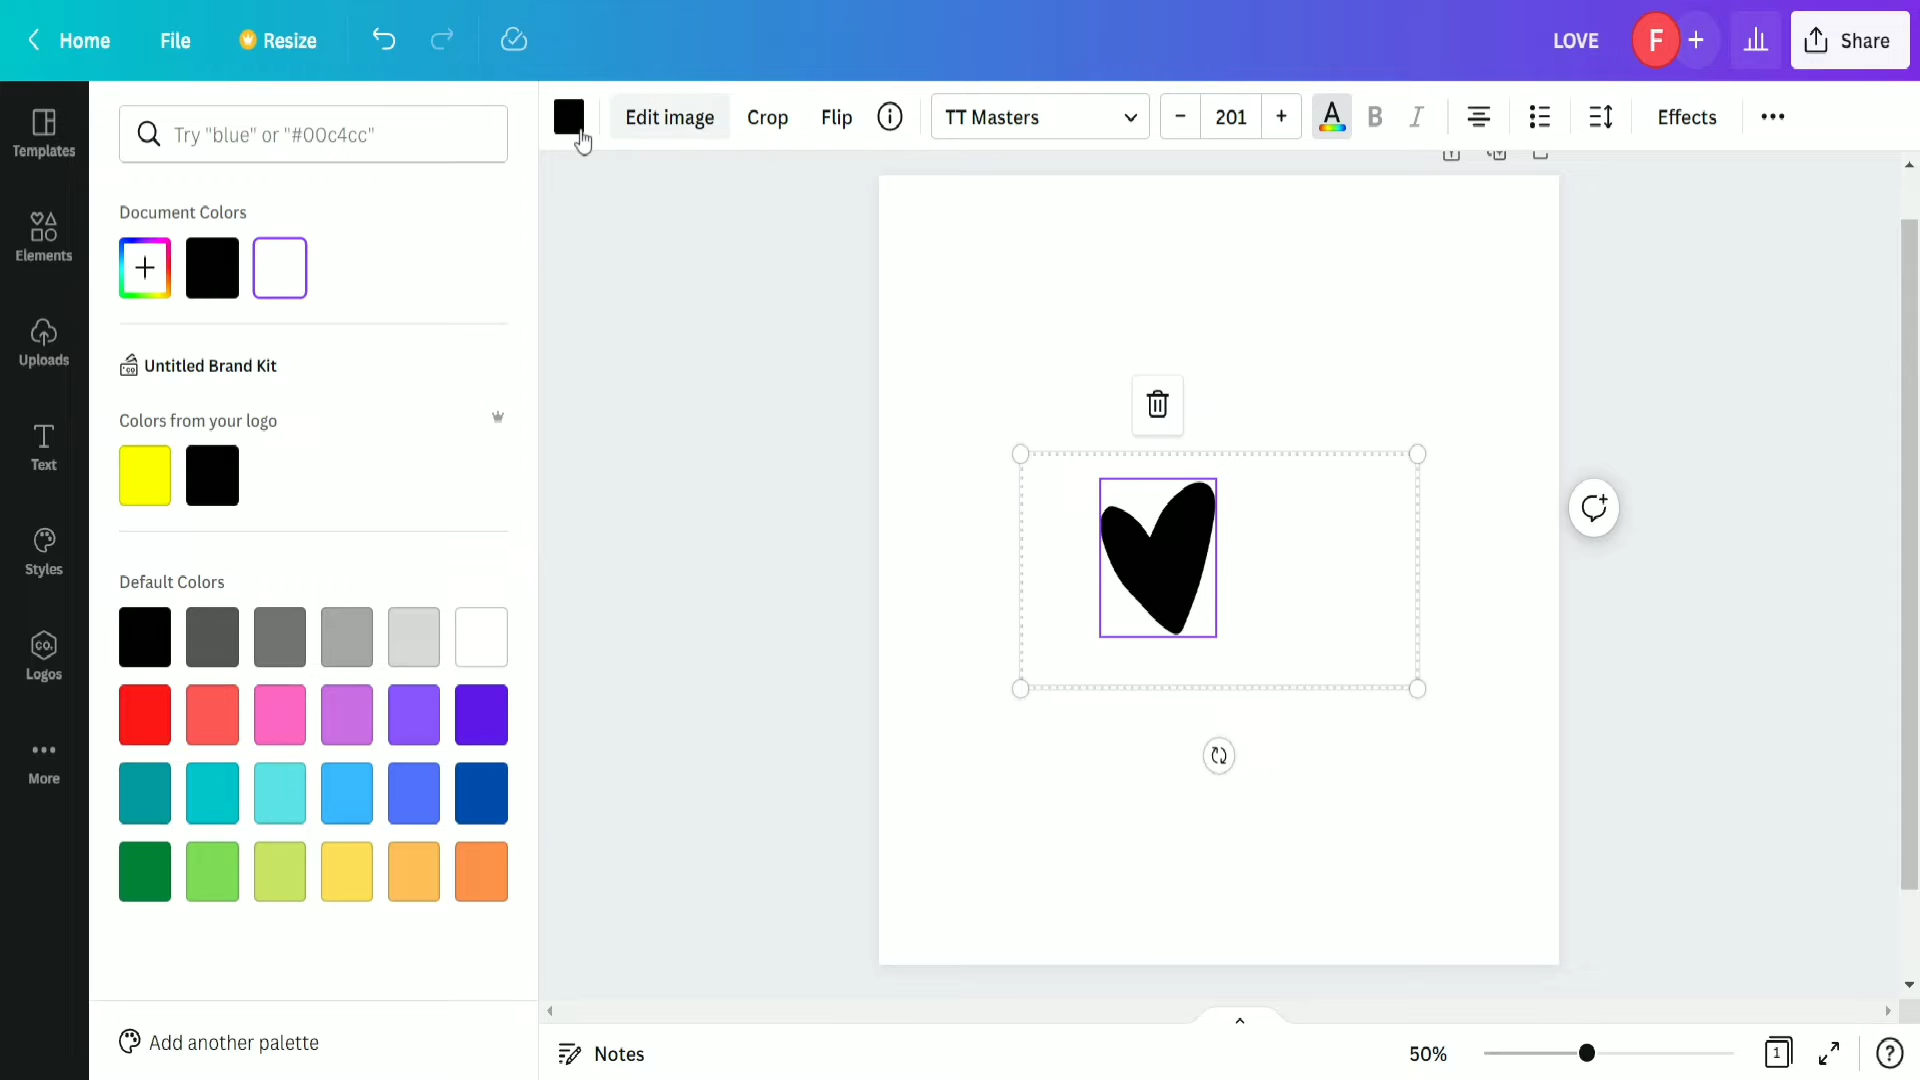 Home File Resize LOVE F Share
Templates
Elements
Uploads
Text
Styles
CO.
Logos
More
Try "blue" or "#00c4cc"
Document Colors
CO
Untitled Brand Kit
Colors from your logo
Default Colors
Add another palette
Edit image Crop Flip TT Masters − 201 + A B I Effects
Notes 50% 1 ?